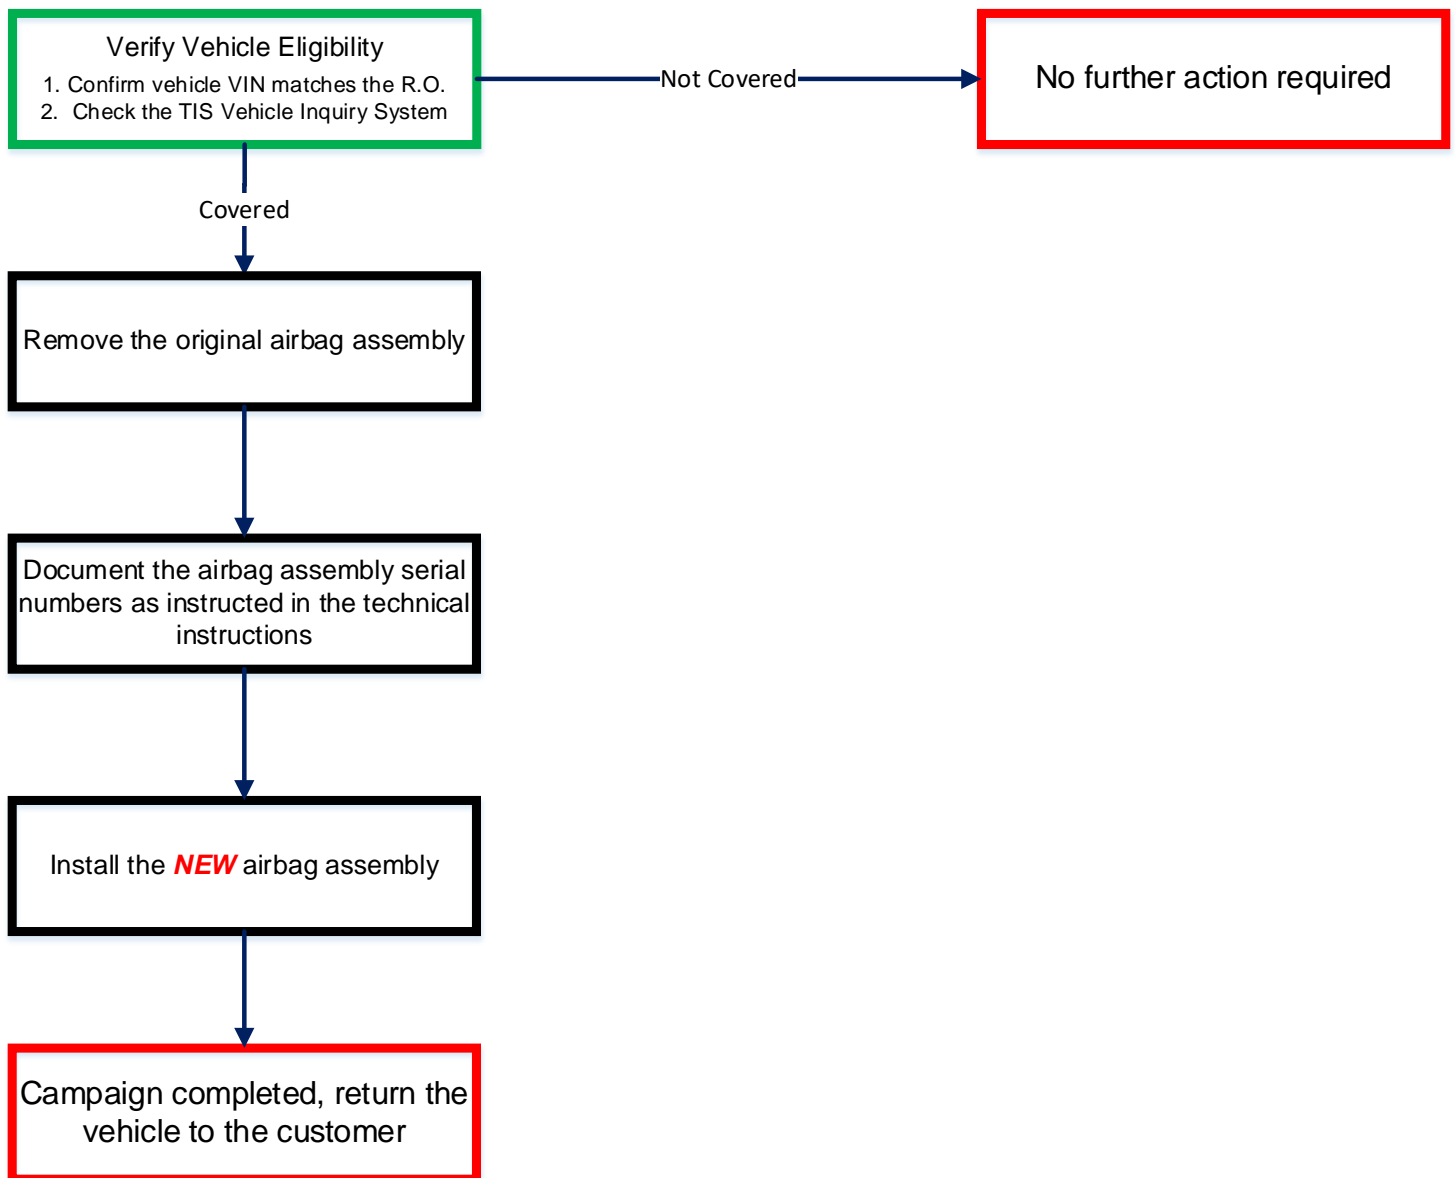 Verify Vehicle Eligibility
1. Confirm vehicle VIN matches the R.O.
2. Check the TIS Vehicle Inquiry System
Not Covered
No further action required
Covered
Remove the original airbag assembly
Document the airbag assembly serial
numbers as instructed in the technical
instructions
Install the NEW airbag assembly
Campaign completed, return the
vehicle to the customer